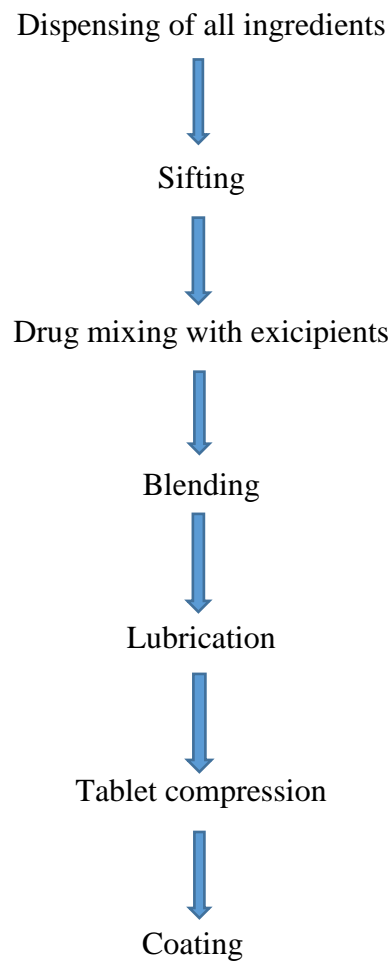 Dispensing of all ingredients
Sifting
Drug mixing with exicipients
Blending
Lubrication
Tablet compression
Coating